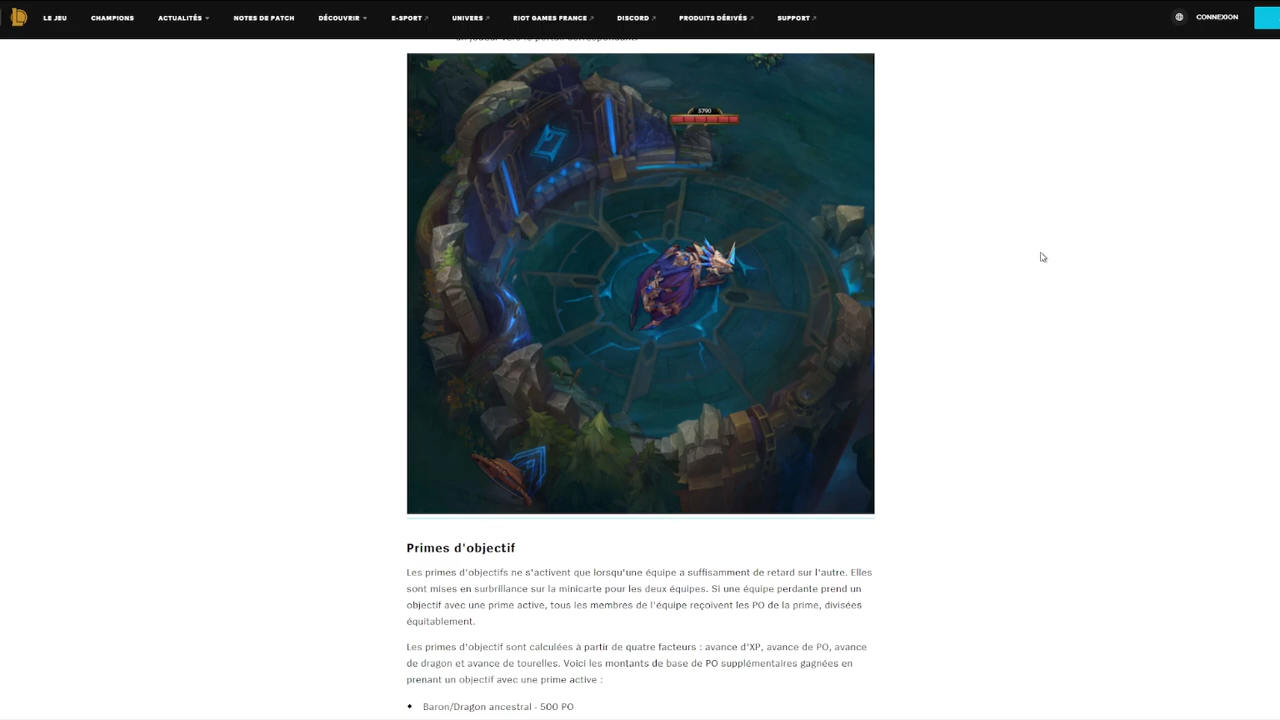 LE JEU CHAMPIONS ACTUALITÉS NOTES DE PATCH DÉCOUVRIR E-SPORT UNIVERS RIOT GAMES FRANCE DISCORD PRODUITS DÉRIVÉS SUPPORT CONNEXION
un joueur vers le portail correspondant.
5790
Primes d'objectif
Les primes d'objectifs ne s'activent que lorsqu'une équipe a suffisamment de retard sur l'autre. Elles
sont mises en surbrillance sur la minicarte pour les deux équipes. Si une équipe perdante prend un
objectif avec une prime active, tous les membres de l'équipe reçoivent les PO de la prime, divisées
équitablement.
Les primes d'objectif sont calculées à partir de quatre facteurs : avance d'XP, avance de PO, avance
de dragon et avance de tourelles. Voici les montants de base de PO supplémentaires gagnées en
prenant un objectif avec une prime active :
Baron/Dragon ancestral - 500 PO